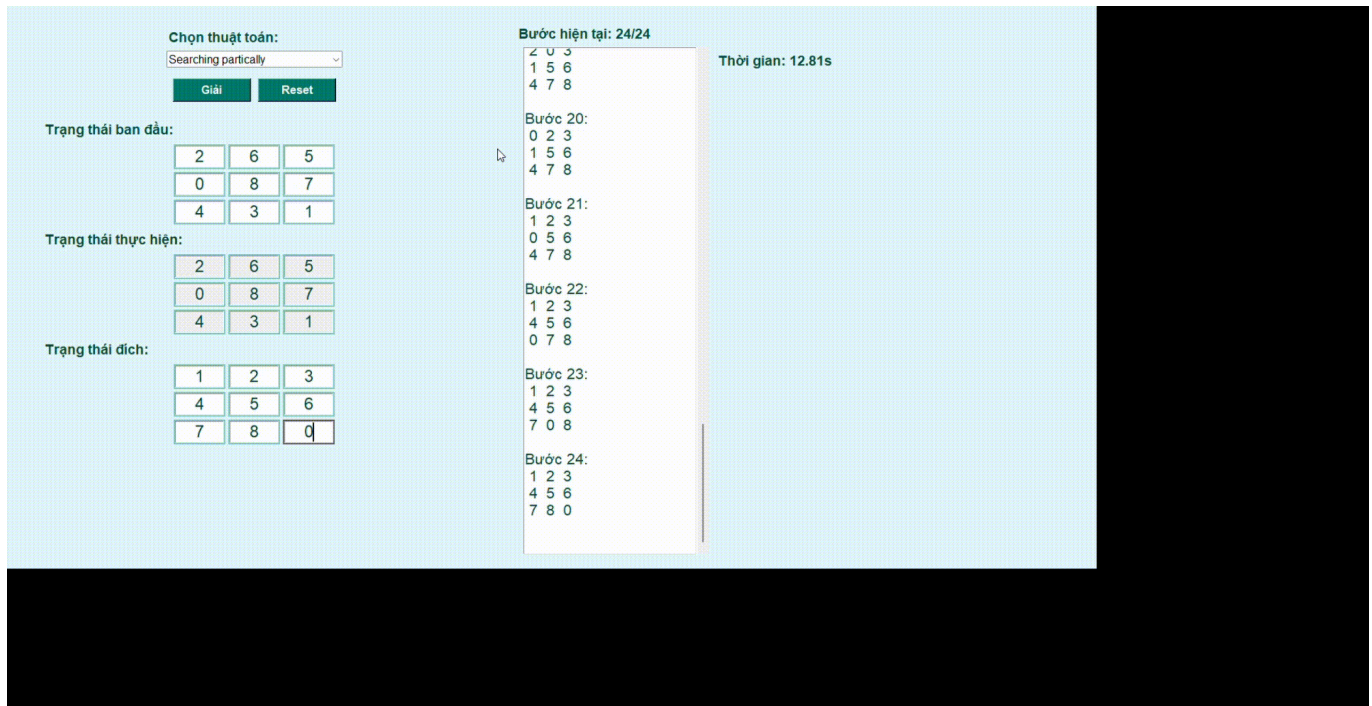 Chọn thuật toán:
Searching partically
Giải Reset
Trạng thái ban đầu:
2 6 5
0 8 7
4 3 1
Trạng thái thực hiện:
2 6 5
0 8 7
4 3 1
Trạng thái đích:
1 2 3
4 5 6
7 8 0
Bước hiện tại: 24/24
2 0 3
1 5 6
4 7 8
Bước 20:
0 2 3
1 5 6
4 7 8
Bước 21:
1 2 3
0 5 6
4 7 8
Bước 22:
1 2 3
4 5 6
0 7 8
Bước 23:
1 2 3
4 5 6
7 0 8
Bước 24:
1 2 3
4 5 6
7 8 0
Thời gian: 12.81s